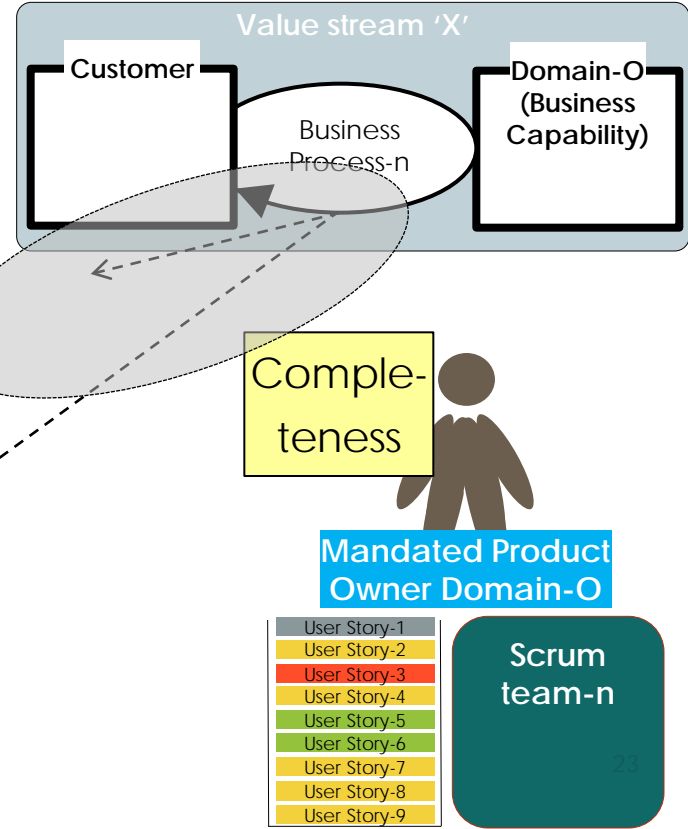 Value stream ‘X’
Customer
Business
Process-n
Domain-O
(Business
Capability)
Comple-
teness
Mandated Product
Owner Domain-O
User Story-1
User Story-2
User Story-3
User Story-4
User Story-5
User Story-6
User Story-7
User Story-8
User Story-9
Scrum
team-n
23